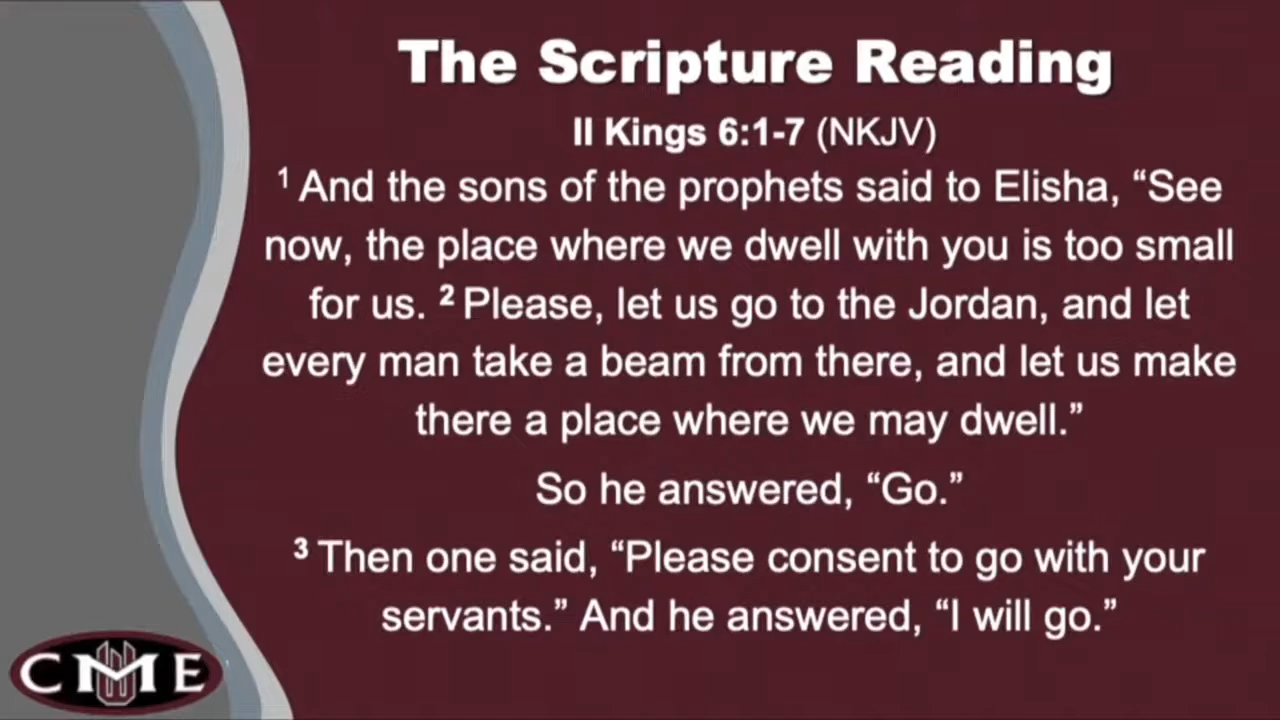 The Scripture Reading
II Kings 6:1-7 (NKJV)
1 And the sons of the prophets said to Elisha, “See
now, the place where we dwell with you is too small
for us. 2 Please, let us go to the Jordan, and let
every man take a beam from there, and let us make
there a place where we may dwell.”
So he answered, “Go.”
3 Then one said, “Please consent to go with your
servants.” And he answered, “I will go.”
CME